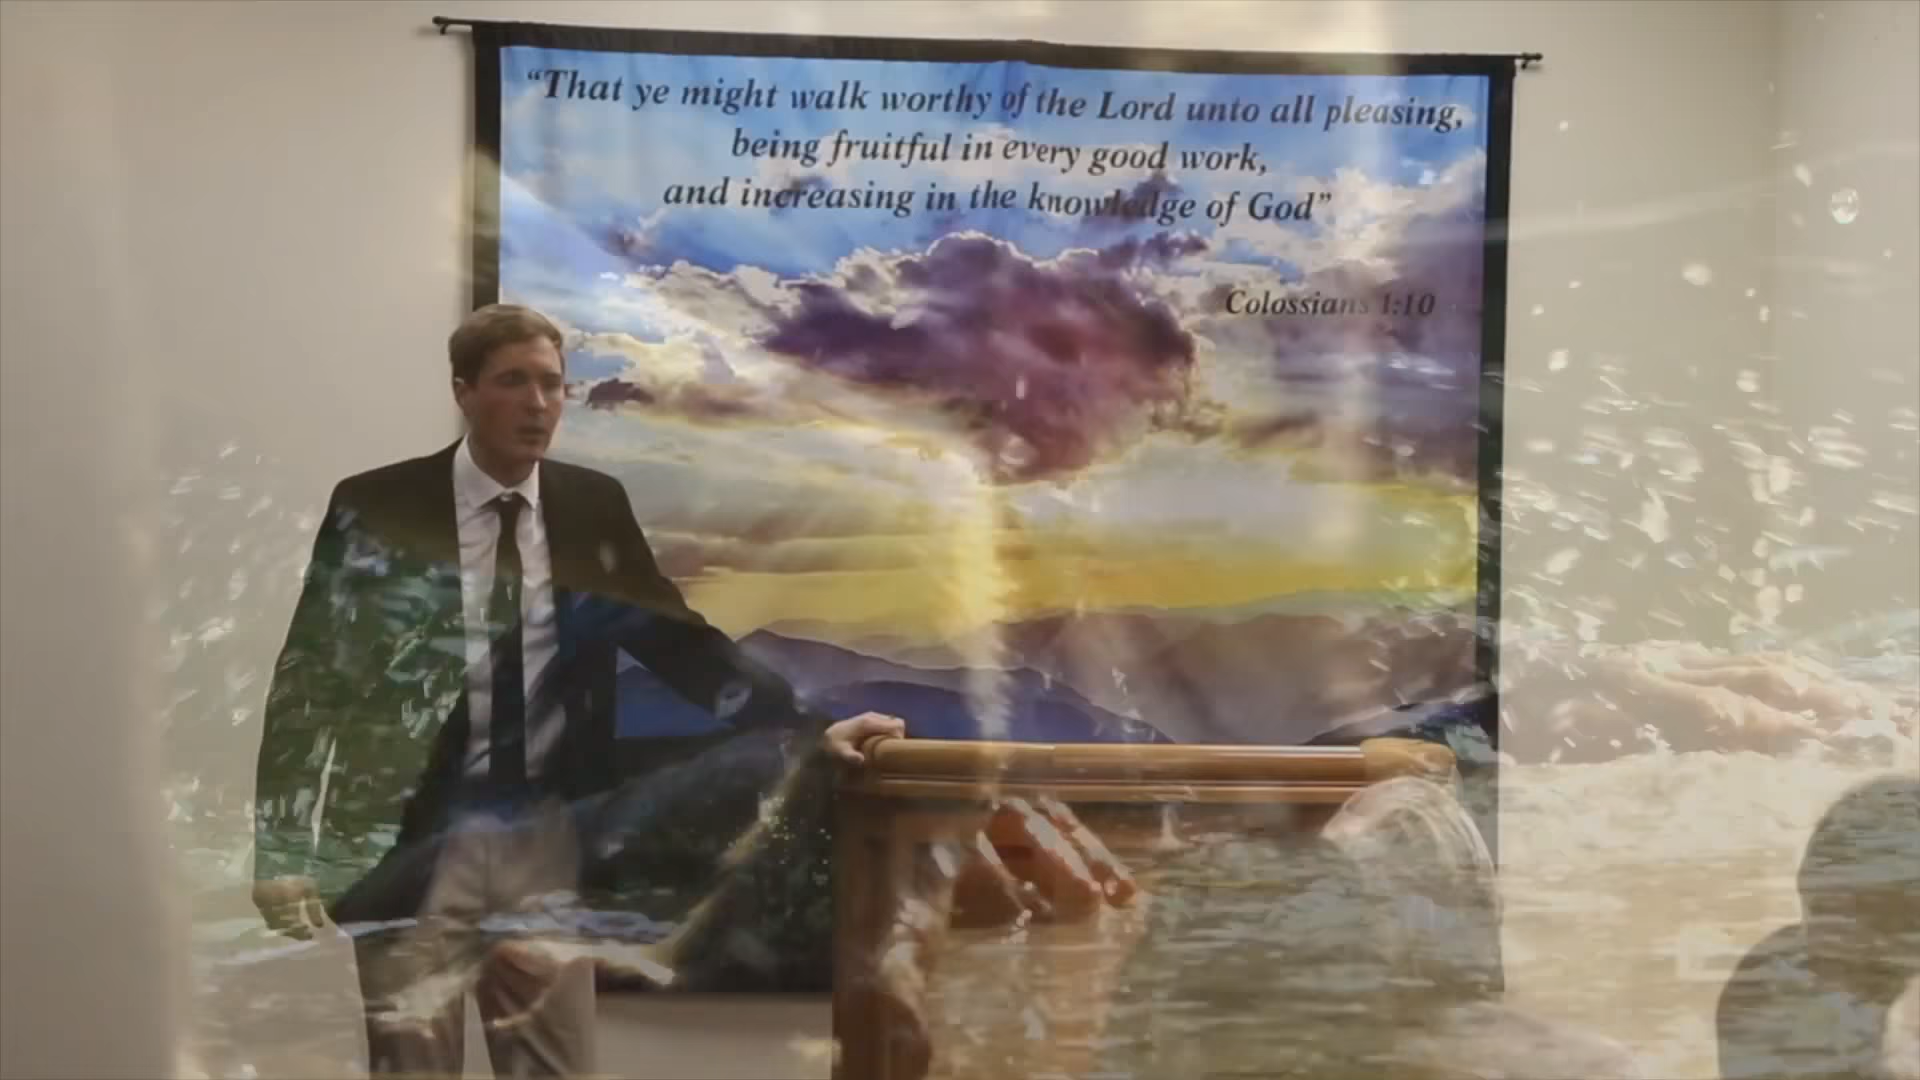 “That ye might walk worthy of the Lord unto all pleasing,
being fruitful in every good work,
and increasing in the knowledge of God”
Colossians 1:10